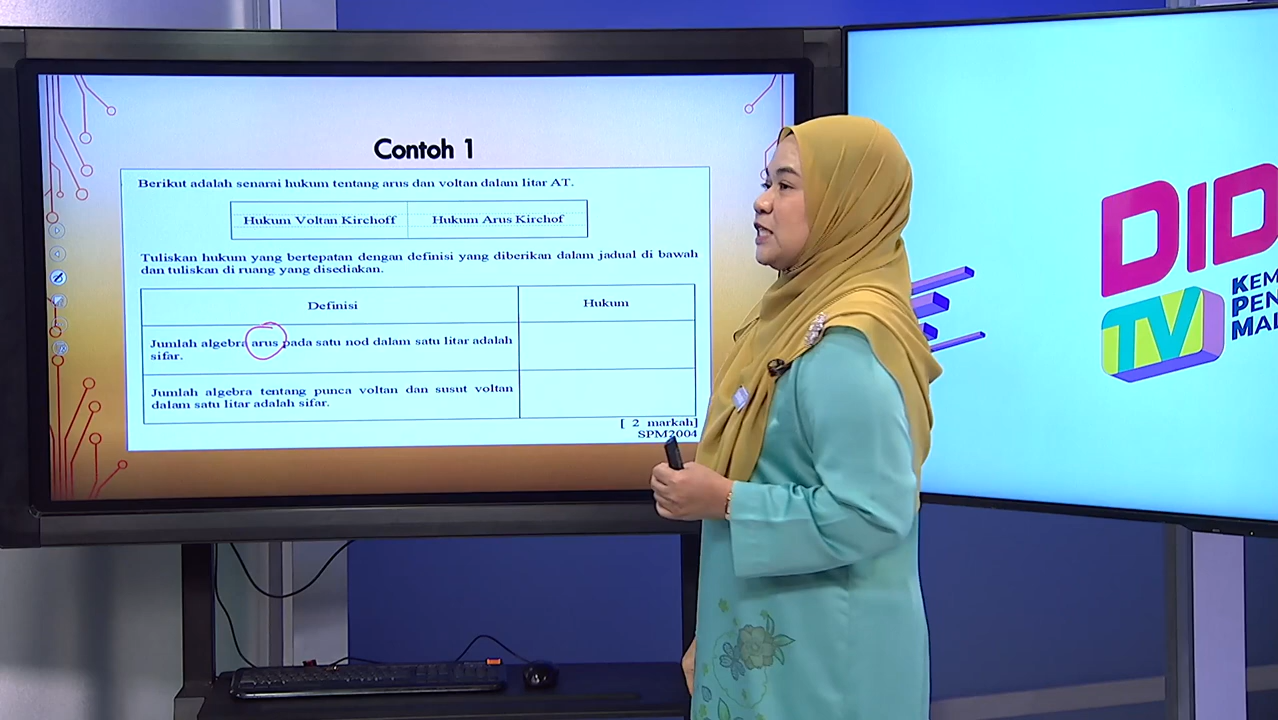 Contoh 1
Berikut adalah senarai hukum tentang arus dan voltan dalam litar AT.
Hukum Voltan Kirchoff
Hukum Arus Kirchof
Tuliskan hukum yang bertepatan dengan definisi yang diberikan dalam jadual di bawah
dan tuliskan di ruang yang disediakan.
Definisi
Hukum
Jumlah algebra arus pada satu nod dalam satu litar adalah
sifar.
Jumlah algebra tentang punca voltan dan susut voltan
dalam satu litar adalah sifar.
[ 2 markah]
SPM2004
DID
TV
KEM
PEN
MAL